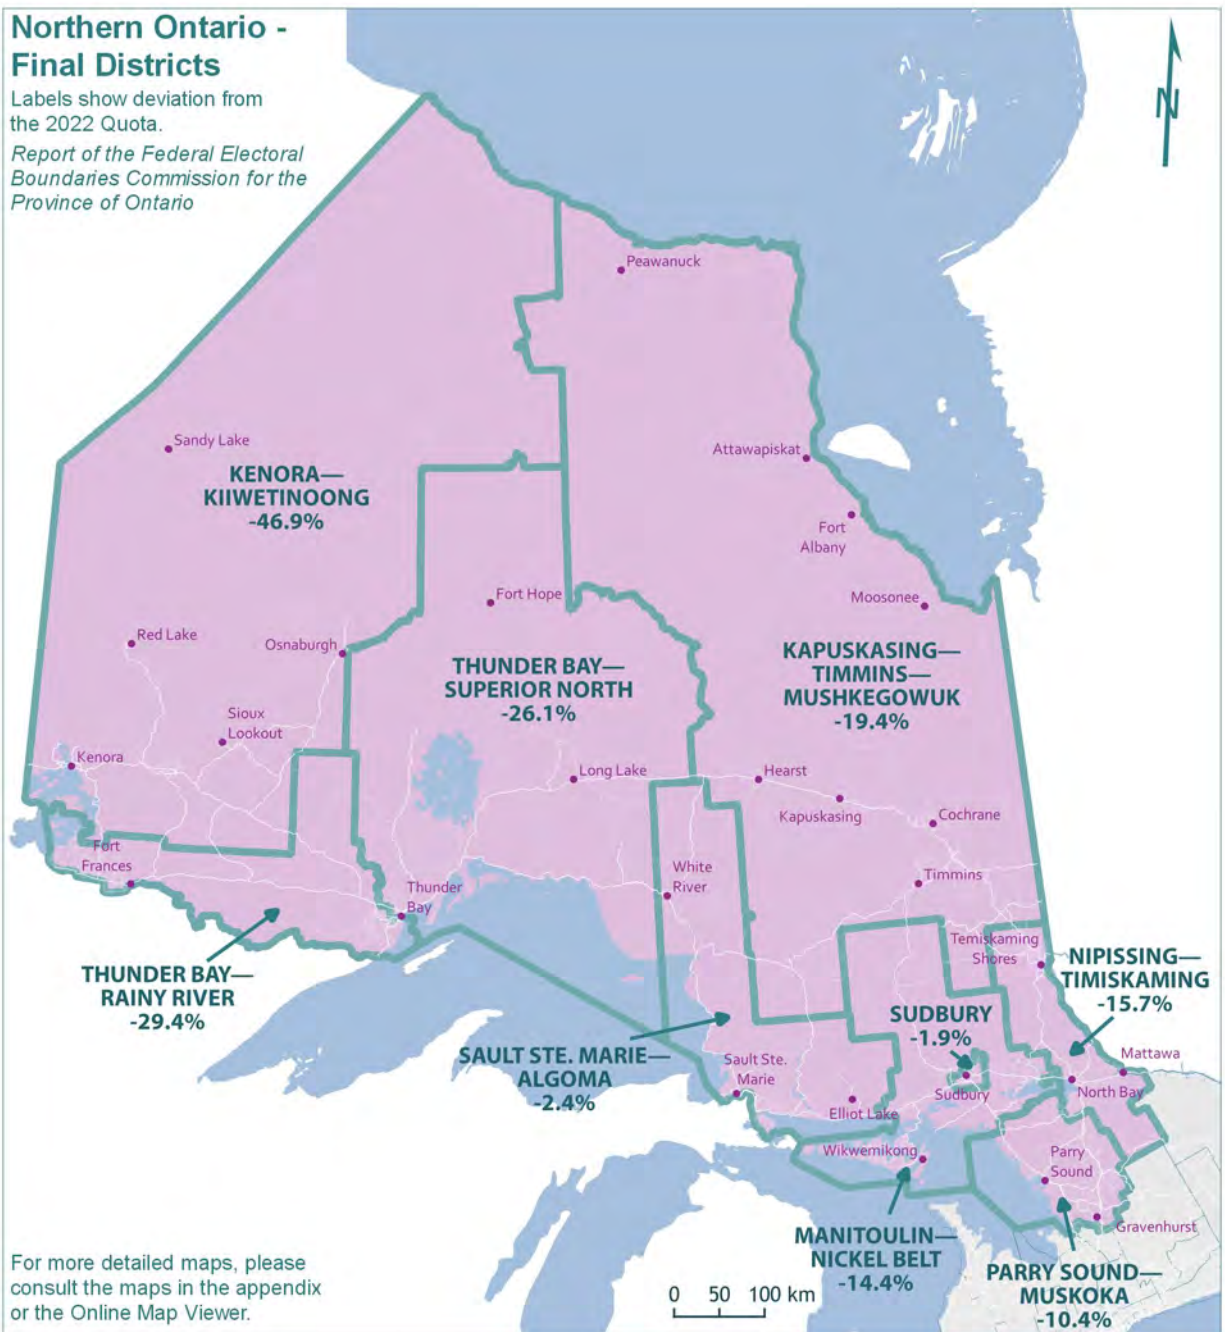 Northern Ontario -
Final Districts
Labels show deviation from
the 2022 Quota.
Report of the Federal Electoral
Boundaries Commission for the
Province of Ontario
N
Peawanuck
Sandy Lake
KENORA—
KIIWETINOONG
-46.9%
Attawapiskat
Fort
Albany
Moosonee
Fort Hope
Red Lake
Osnaburgh
THUNDER BAY—
SUPERIOR NORTH
-26.1%
KAPUSKASING—
TIMMINS—
MUSHKEGOWUK
-19.4%
Sioux
Lookout
Kenora
Long Lake
Hearst
Kapuskasing
Cochrane
Fort
Frances
Thunder
Bay
White
River
Timmins
Temiskaming
Shores
THUNDER BAY—
RAINY RIVER
-29.4%
NIPISSING—
TIMISKAMING
-15.7%
SUDBURY
-1.9%
SAULT STE. MARIE—
ALGOMA
-2.4%
Sault Ste.
Marie
Elliot Lake
Sudbury
Mattawa
North Bay
Wikwemikong
Parry
Sound
Gravenhurst
MANITOULIN—
NICKEL BELT
-14.4%
PARRY SOUND—
MUSKOKA
-10.4%
For more detailed maps, please
consult the maps in the appendix
or the Online Map Viewer.
0 50 100 km